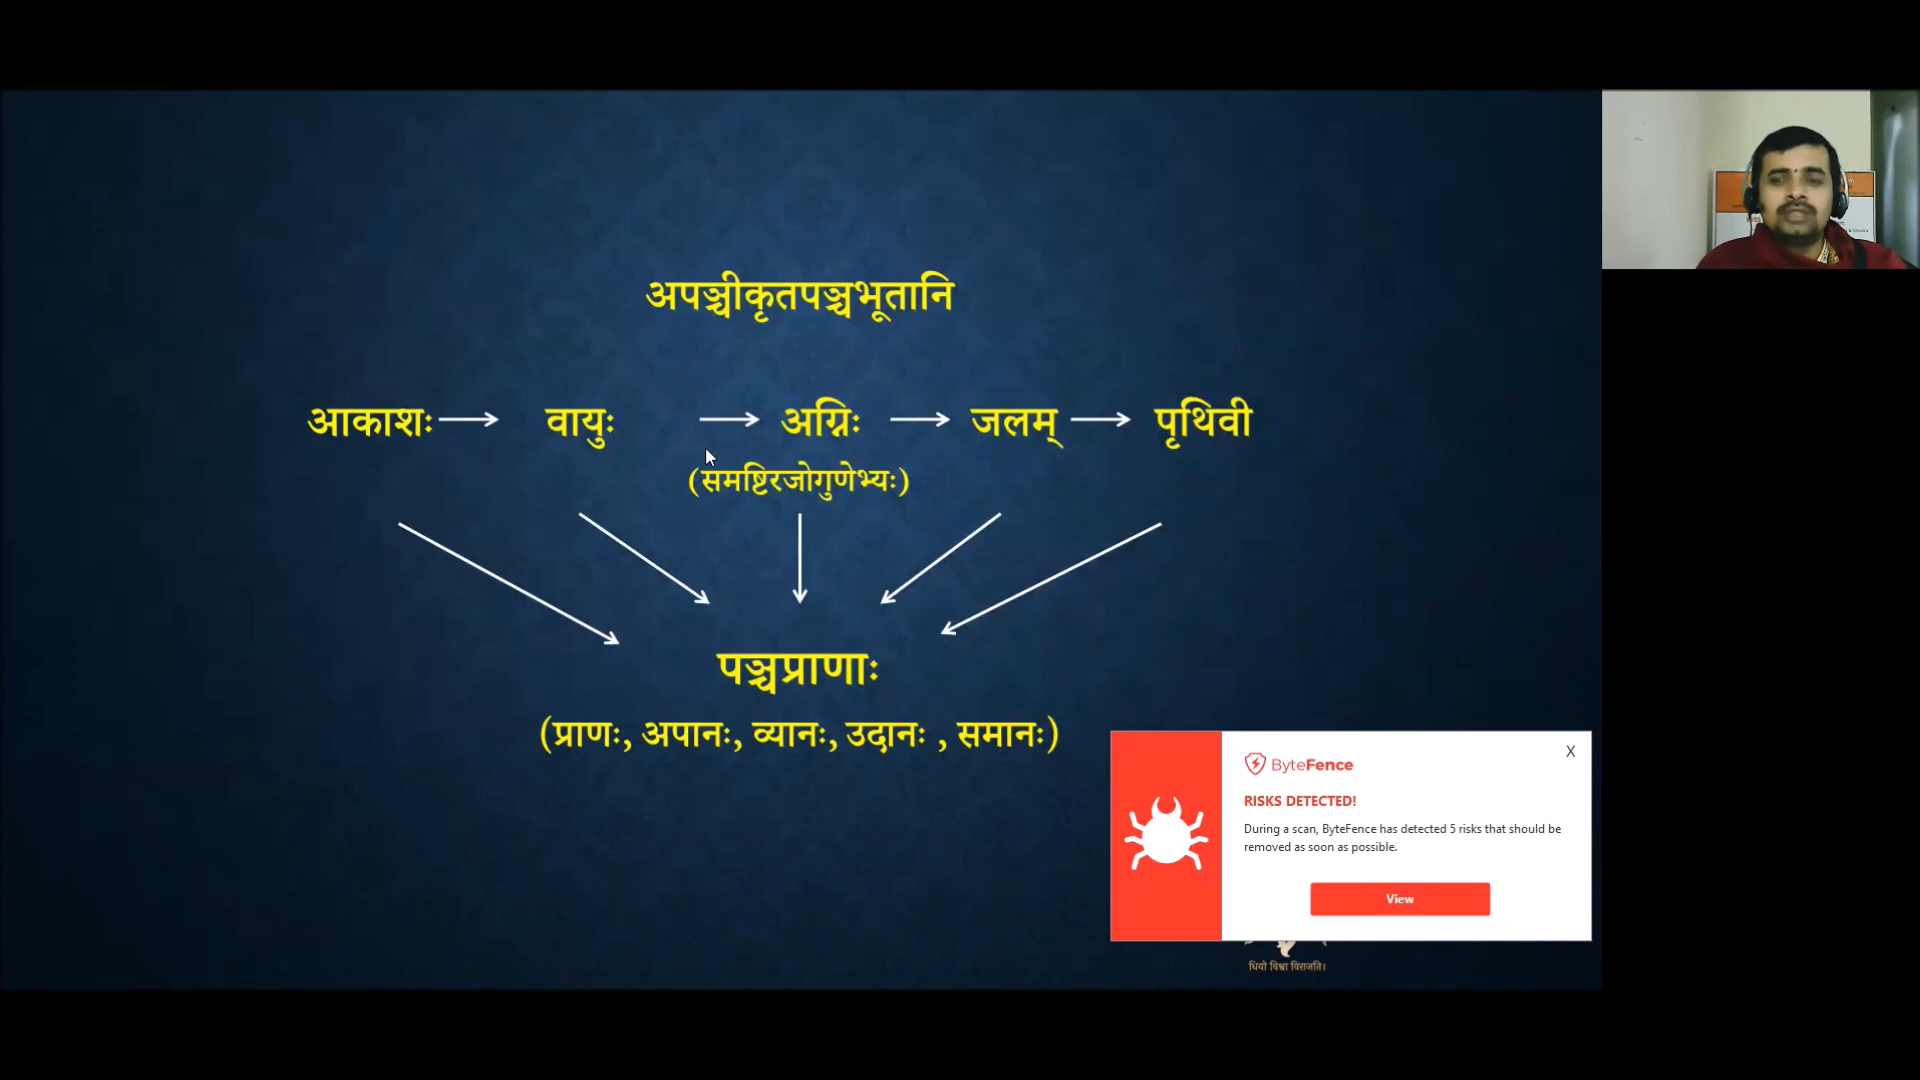 अपञ्चीकृतपञ्चभूतानि
आकाशः → वायुः → अग्निः → जलम् → पृथिवी
(समष्टिरजोगुणेभ्यः)
पञ्चप्राणाः
(प्राणः, अपानः, व्यानः, उदानः , समानः)
ByteFence
X
RISKS DETECTED!
During a scan, ByteFence has detected 5 risks that should be
removed as soon as possible.
View
धियो विश्वा विराजति।